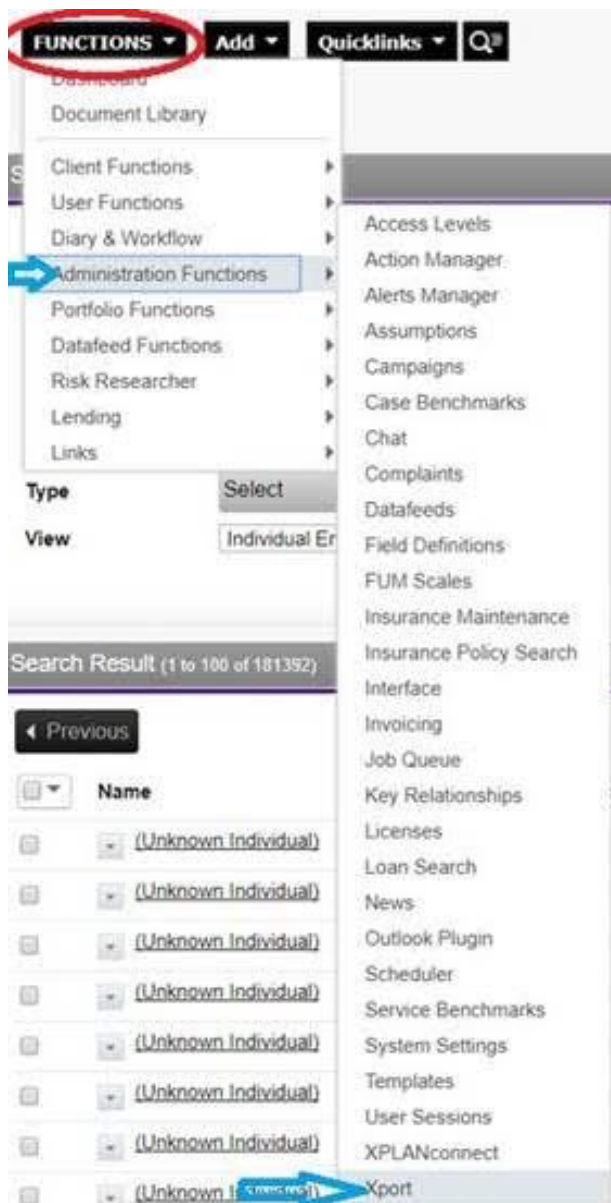 FUNCTIONS Add Quicklinks
Dashboard
Document Library
Client Functions
User Functions
Diary & Workflow
Administration Functions
Portfolio Functions
Datafeed Functions
Risk Researcher
Lending
Links
Access Levels
Action Manager
Alerts Manager
Assumptions
Campaigns
Case Benchmarks
Chat
Complaints
Datafeeds
Field Definitions
FUM Scales
Insurance Maintenance
Insurance Policy Search
Interface
Invoicing
Job Queue
Key Relationships
Licenses
Loan Search
News
Outlook Plugin
Scheduler
Service Benchmarks
System Settings
Templates
User Sessions
XPLANconnect
Xport
Type Select
View Individual
Search Result (1 to 100 of 181392)
Previous
Name
(Unknown Individual)
(Unknown Individual)
(Unknown Individual)
(Unknown Individual)
(Unknown Individual)
(Unknown Individual)
(Unknown Individual)
(Unknown